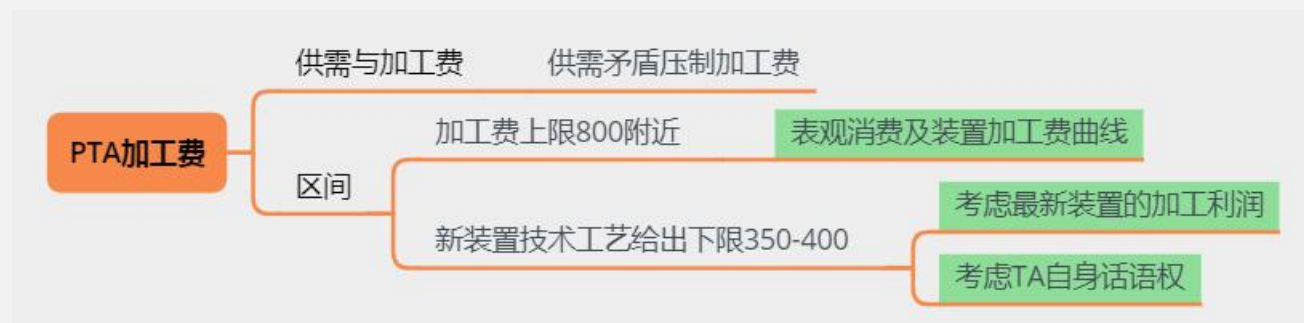 PTA加工费
供需与加工费
供需矛盾压制加工费
区间
加工费上限800附近
表观消费及装置加工费曲线
新装置技术工艺给出下限350-400
考虑最新装置的加工利润
考虑TA自身话语权